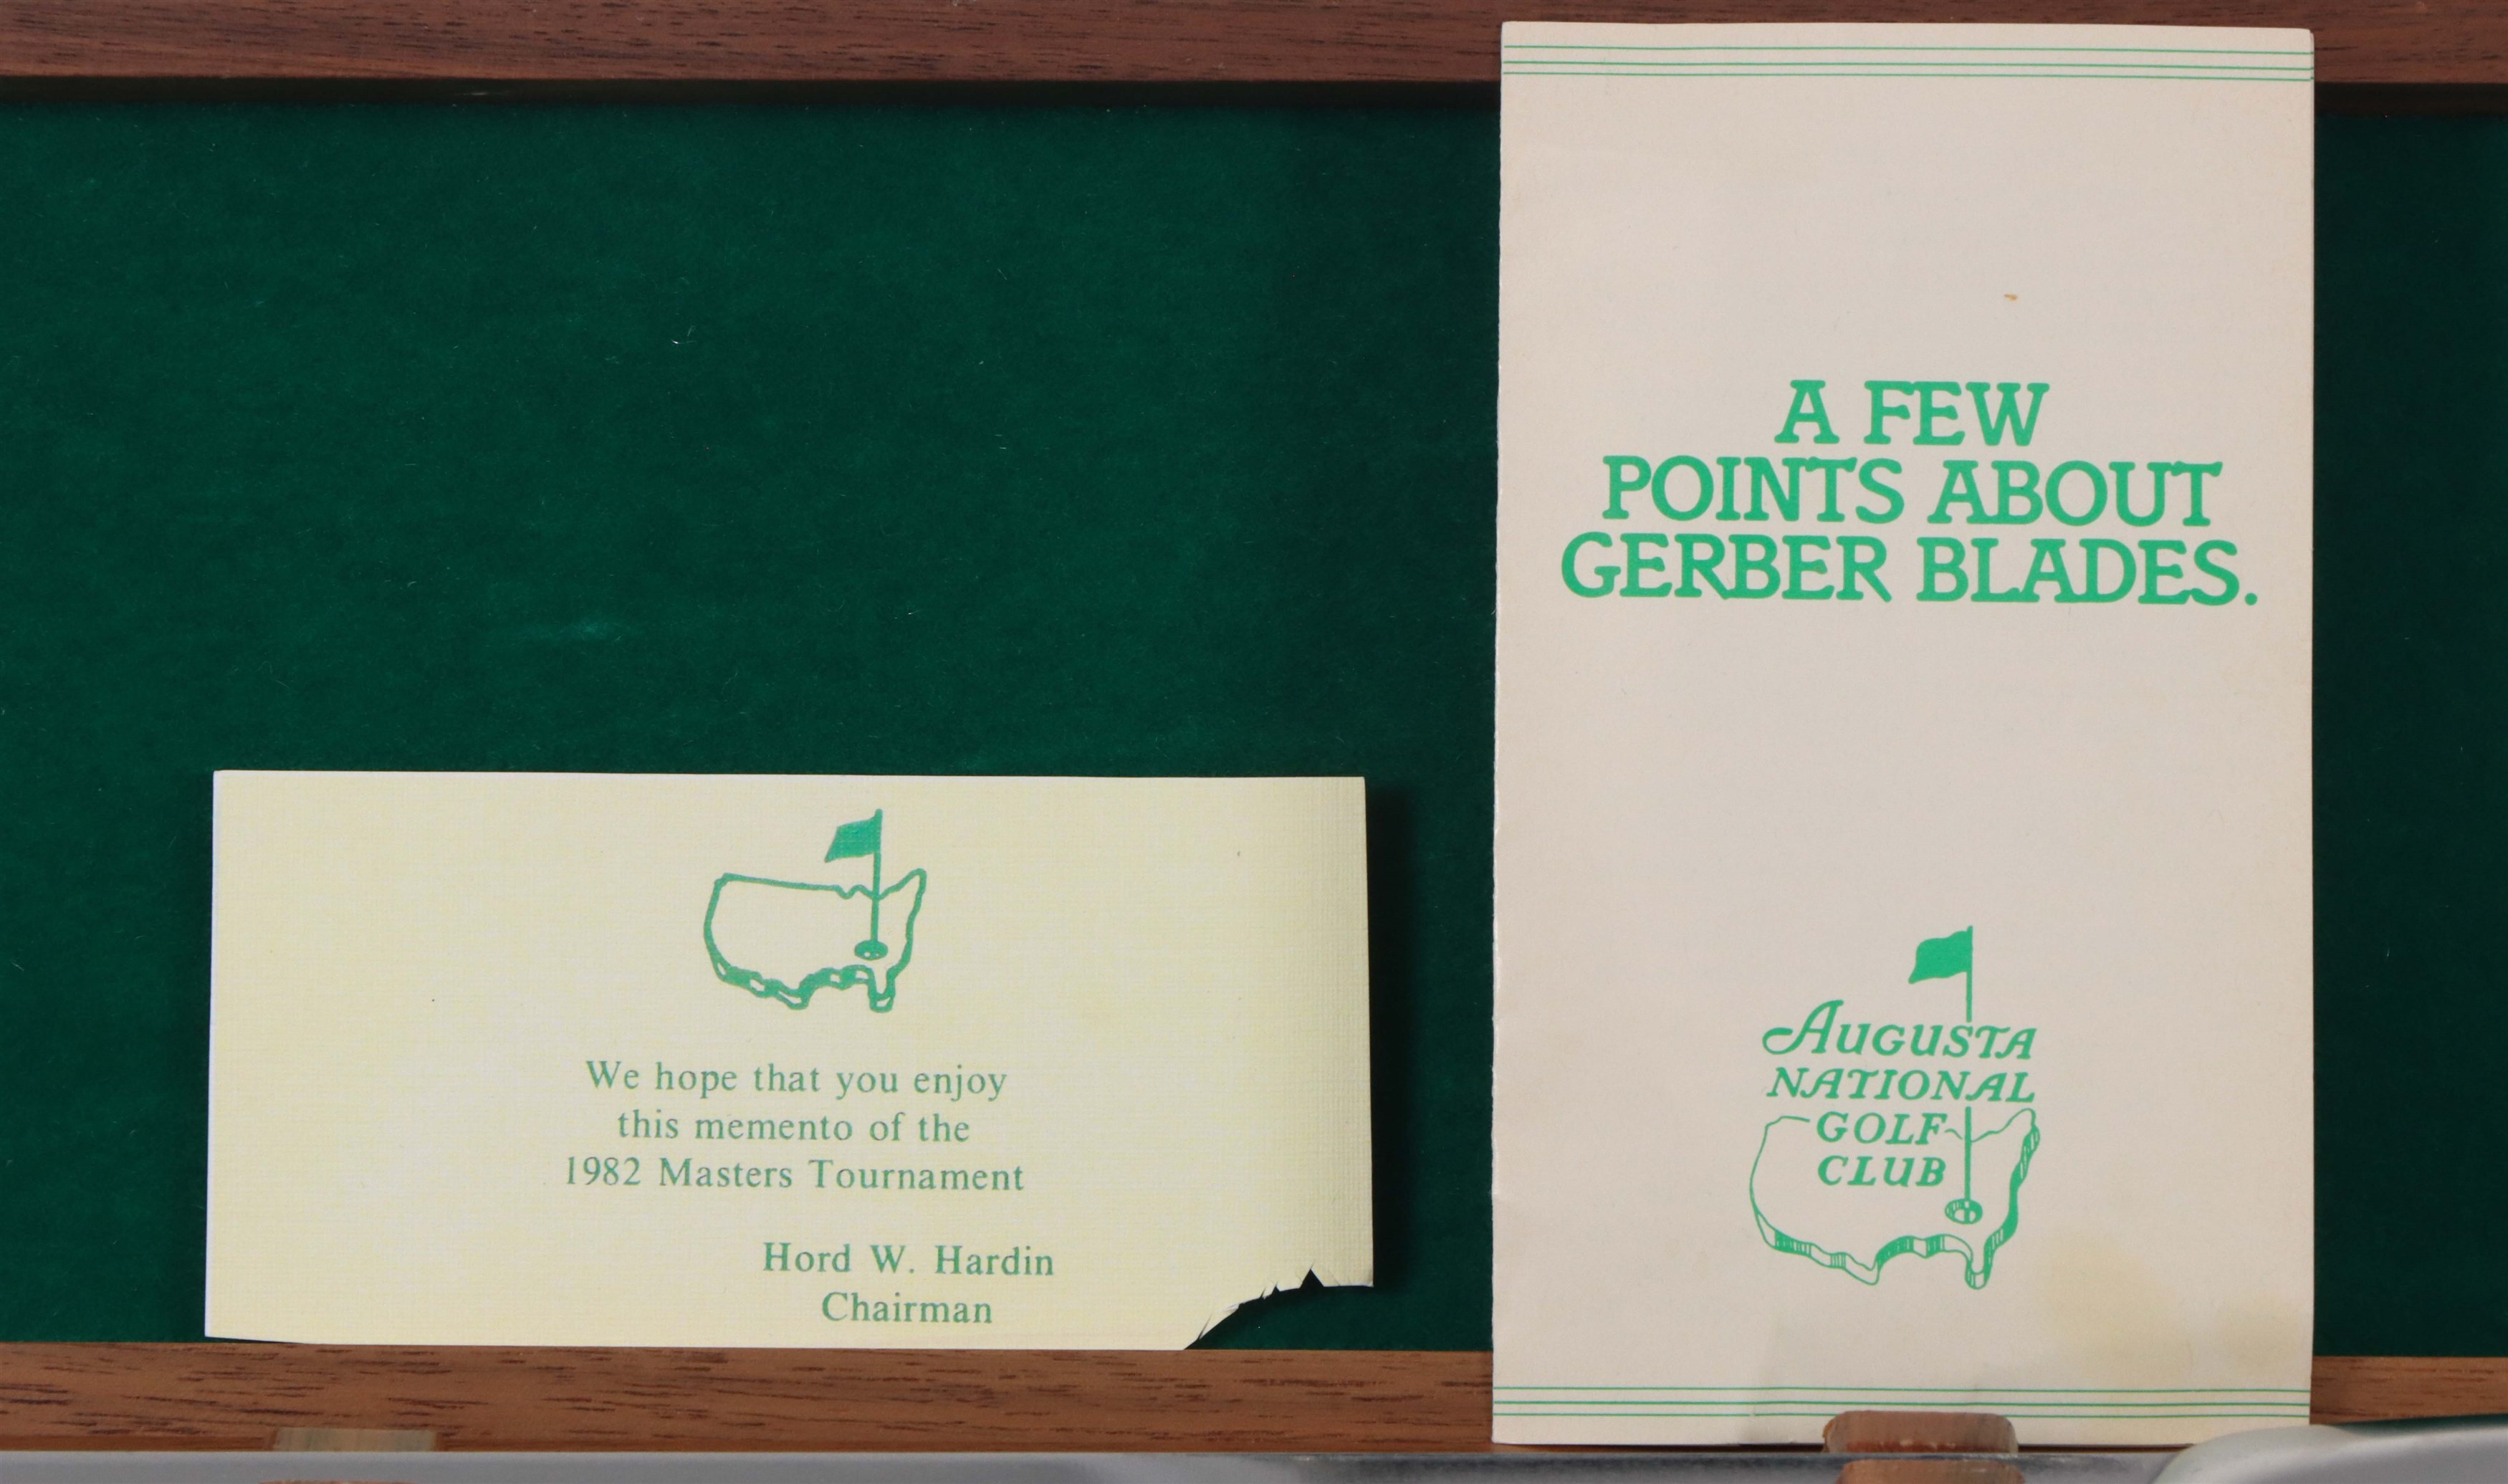 We hope that you enjoy
this memento of the
1982 Masters Tournament
Hord W. Hardin
Chairman
A FEW
POINTS ABOUT
GERBER BLADES.
AUGUSTA
NATIONAL
GOLF
CLUB